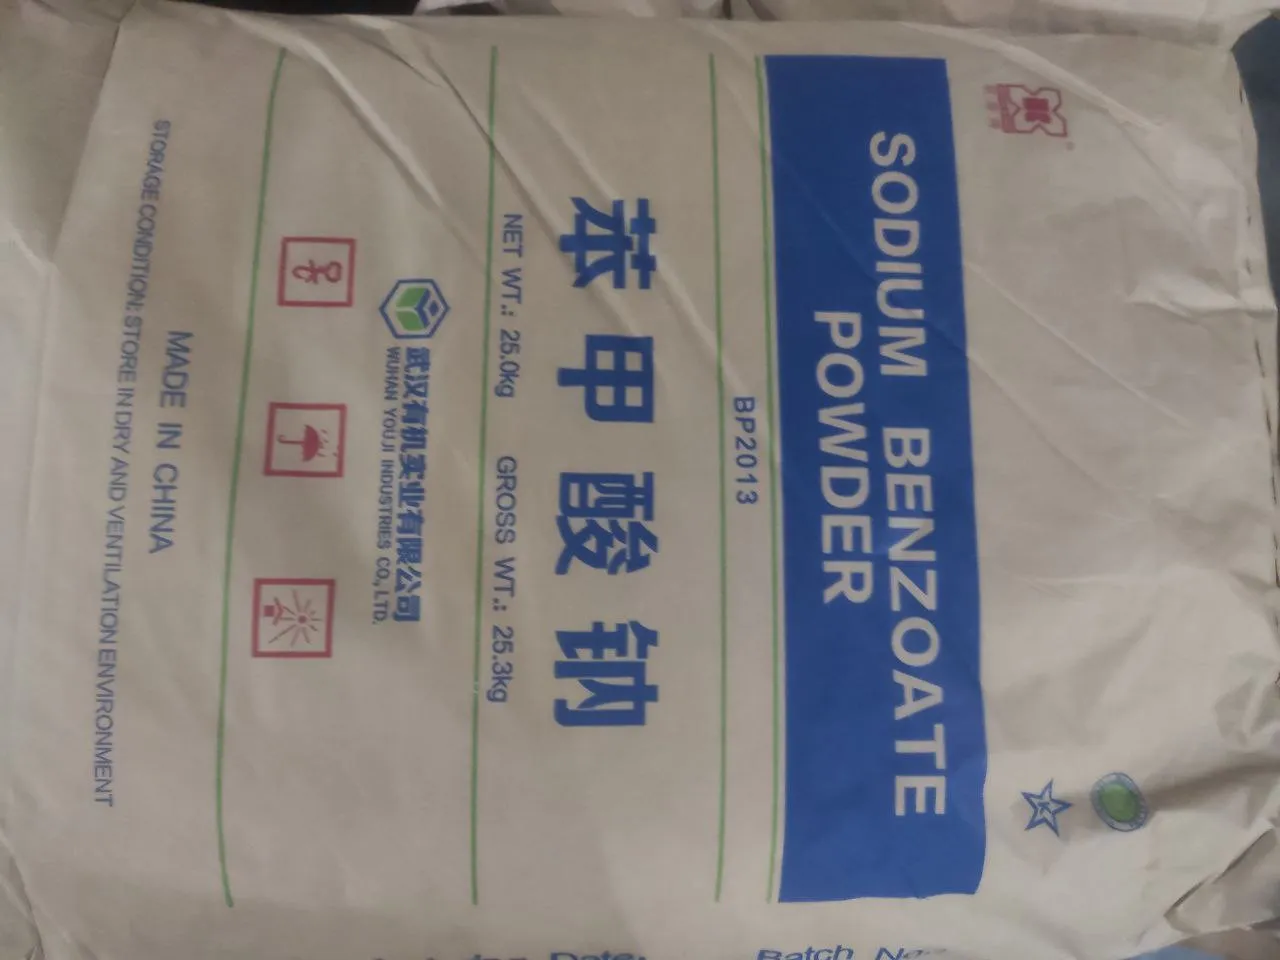 SODIUM BENZOATE
POWDER
BP2013
苯甲酸钠
NET WT.: 25.0kg GROSS WT.: 25.3kg
武汉有机实业有限公司
WUHAN YOUJI INDUSTRIES CO., LTD.
MADE IN CHINA
STORAGE CONDITION: STORE IN DRY AND VENTILATION ENVIRONMENT
Batch No.
Date: